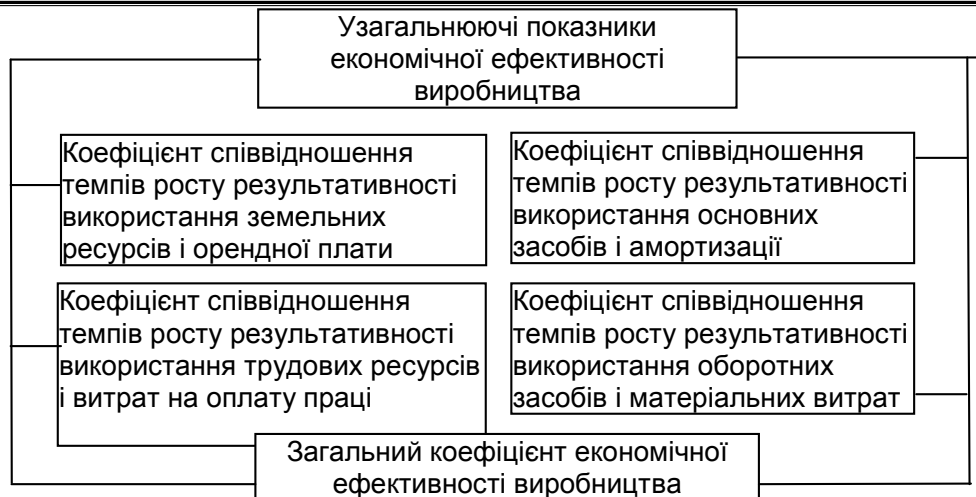 Узагальнюючі показники
економічної ефективності
виробництва
Коефіцієнт співвідношення
темпів росту результативності
використання земельних
ресурсів і орендної плати
Коефіцієнт співвідношення
темпів росту результативності
використання основних
засобів і амортизації
Коефіцієнт співвідношення
темпів росту результативності
використання трудових ресурсів
і витрат на оплату праці
Коефіцієнт співвідношення
темпів росту результативності
використання оборотних
засобів і матеріальних витрат
Загальний коефіцієнт економічної
ефективності виробництва